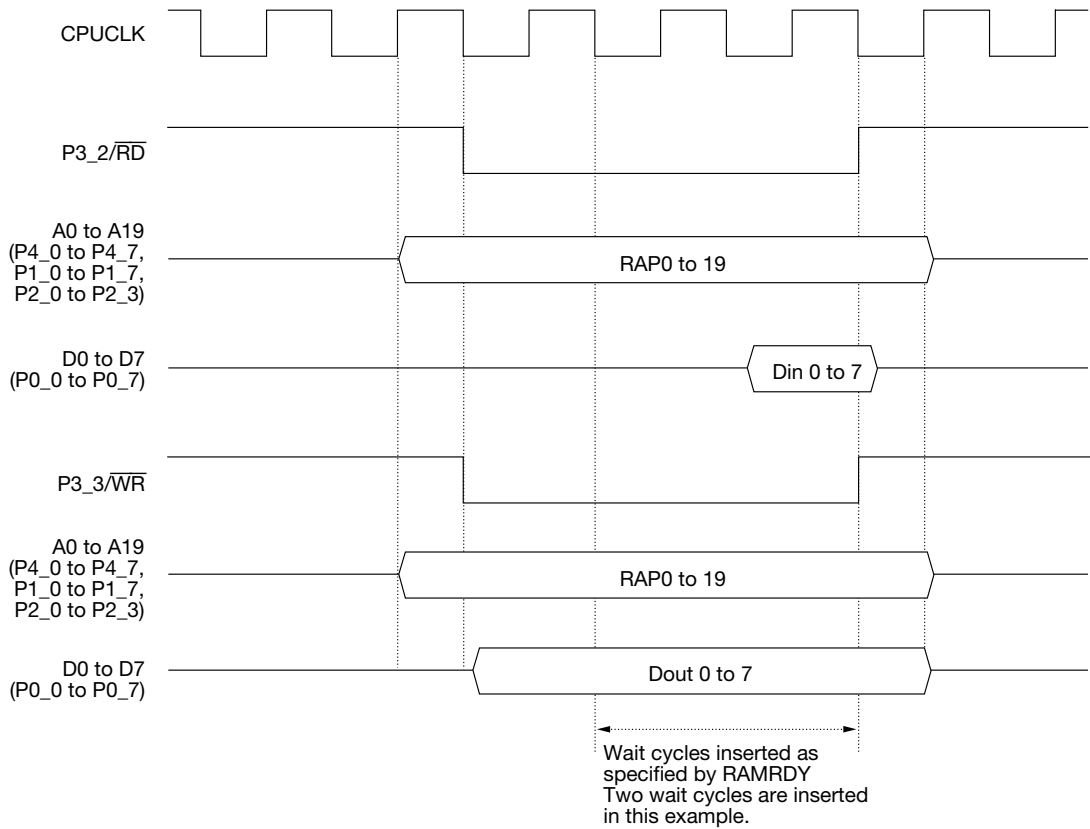 CPUCLK
P3_2/R̅D̅
A0 to A19
(P4_0 to P4_7,
P1_0 to P1_7,
P2_0 to P2_3)
RAP0 to 19
D0 to D7
(P0_0 to P0_7)
Din 0 to 7
P3_3/W̅R̅
A0 to A19
(P4_0 to P4_7,
P1_0 to P1_7,
P2_0 to P2_3)
RAP0 to 19
D0 to D7
(P0_0 to P0_7)
Dout 0 to 7
Wait cycles inserted as
specified by RAMRDY
Two wait cycles are inserted
in this example.